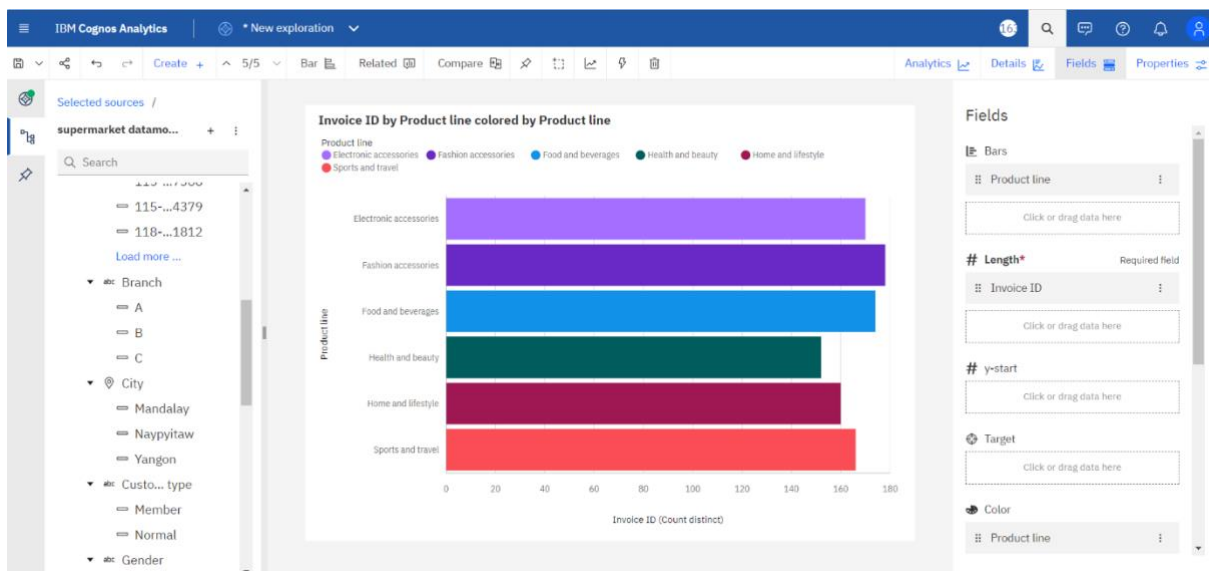 IBM Cognos Analytics
* New exploration
16
Create +
5/5
Bar
Related
Compare
Analytics
Details
Fields
Properties
Selected sources /
supermarket datamo... +
Search
115-...4379
118-...1812
Load more ...
abc Branch
A
B
C
City
Mandalay
Naypyitaw
Yangon
abc Custo... type
Member
Normal
abc Gender
Invoice ID by Product line colored by Product line
Product line
Electronic accessories Fashion accessories Food and beverages Health and beauty Home and lifestyle
Sports and travel
Product line
Electronic accessories
Fashion accessories
Food and beverages
Health and beauty
Home and lifestyle
Sports and travel
0 20 40 60 80 100 120 140 160 180
Invoice ID (Count distinct)
Fields
Bars
Product line
Click or drag data here
# Length* Required field
Invoice ID
Click or drag data here
# y-start
Click or drag data here
Target
Click or drag data here
Color
Product line